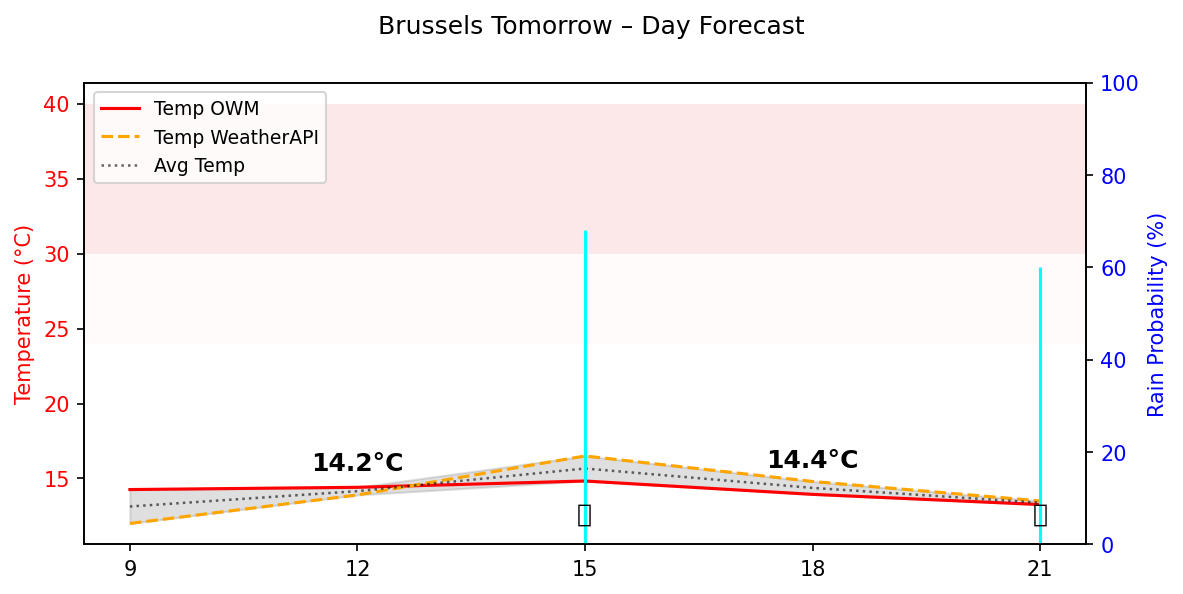 Brussels Tomorrow – Day Forecast
Temp OWM
Temp WeatherAPI
Avg Temp
Temperature (°C)
40
35
30
25
20
15
14.2°C
14.4°C
100
80
60
40
20
0
Rain Probability (%)
9
12
15
18
21